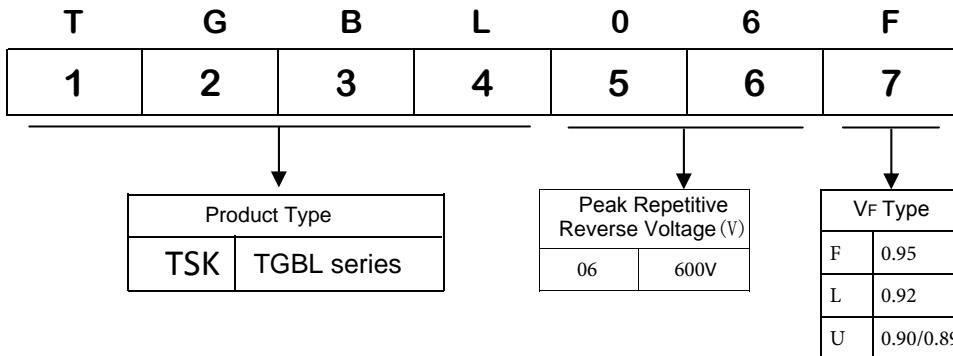 T G B L 0 6 F
1 2 3 4 5 6 7
Product Type
TSK TGBL series
Peak Repetitive
Reverse Voltage(V)
06 600V
VF Type
F 0.95
L 0.92
U 0.90/0.89